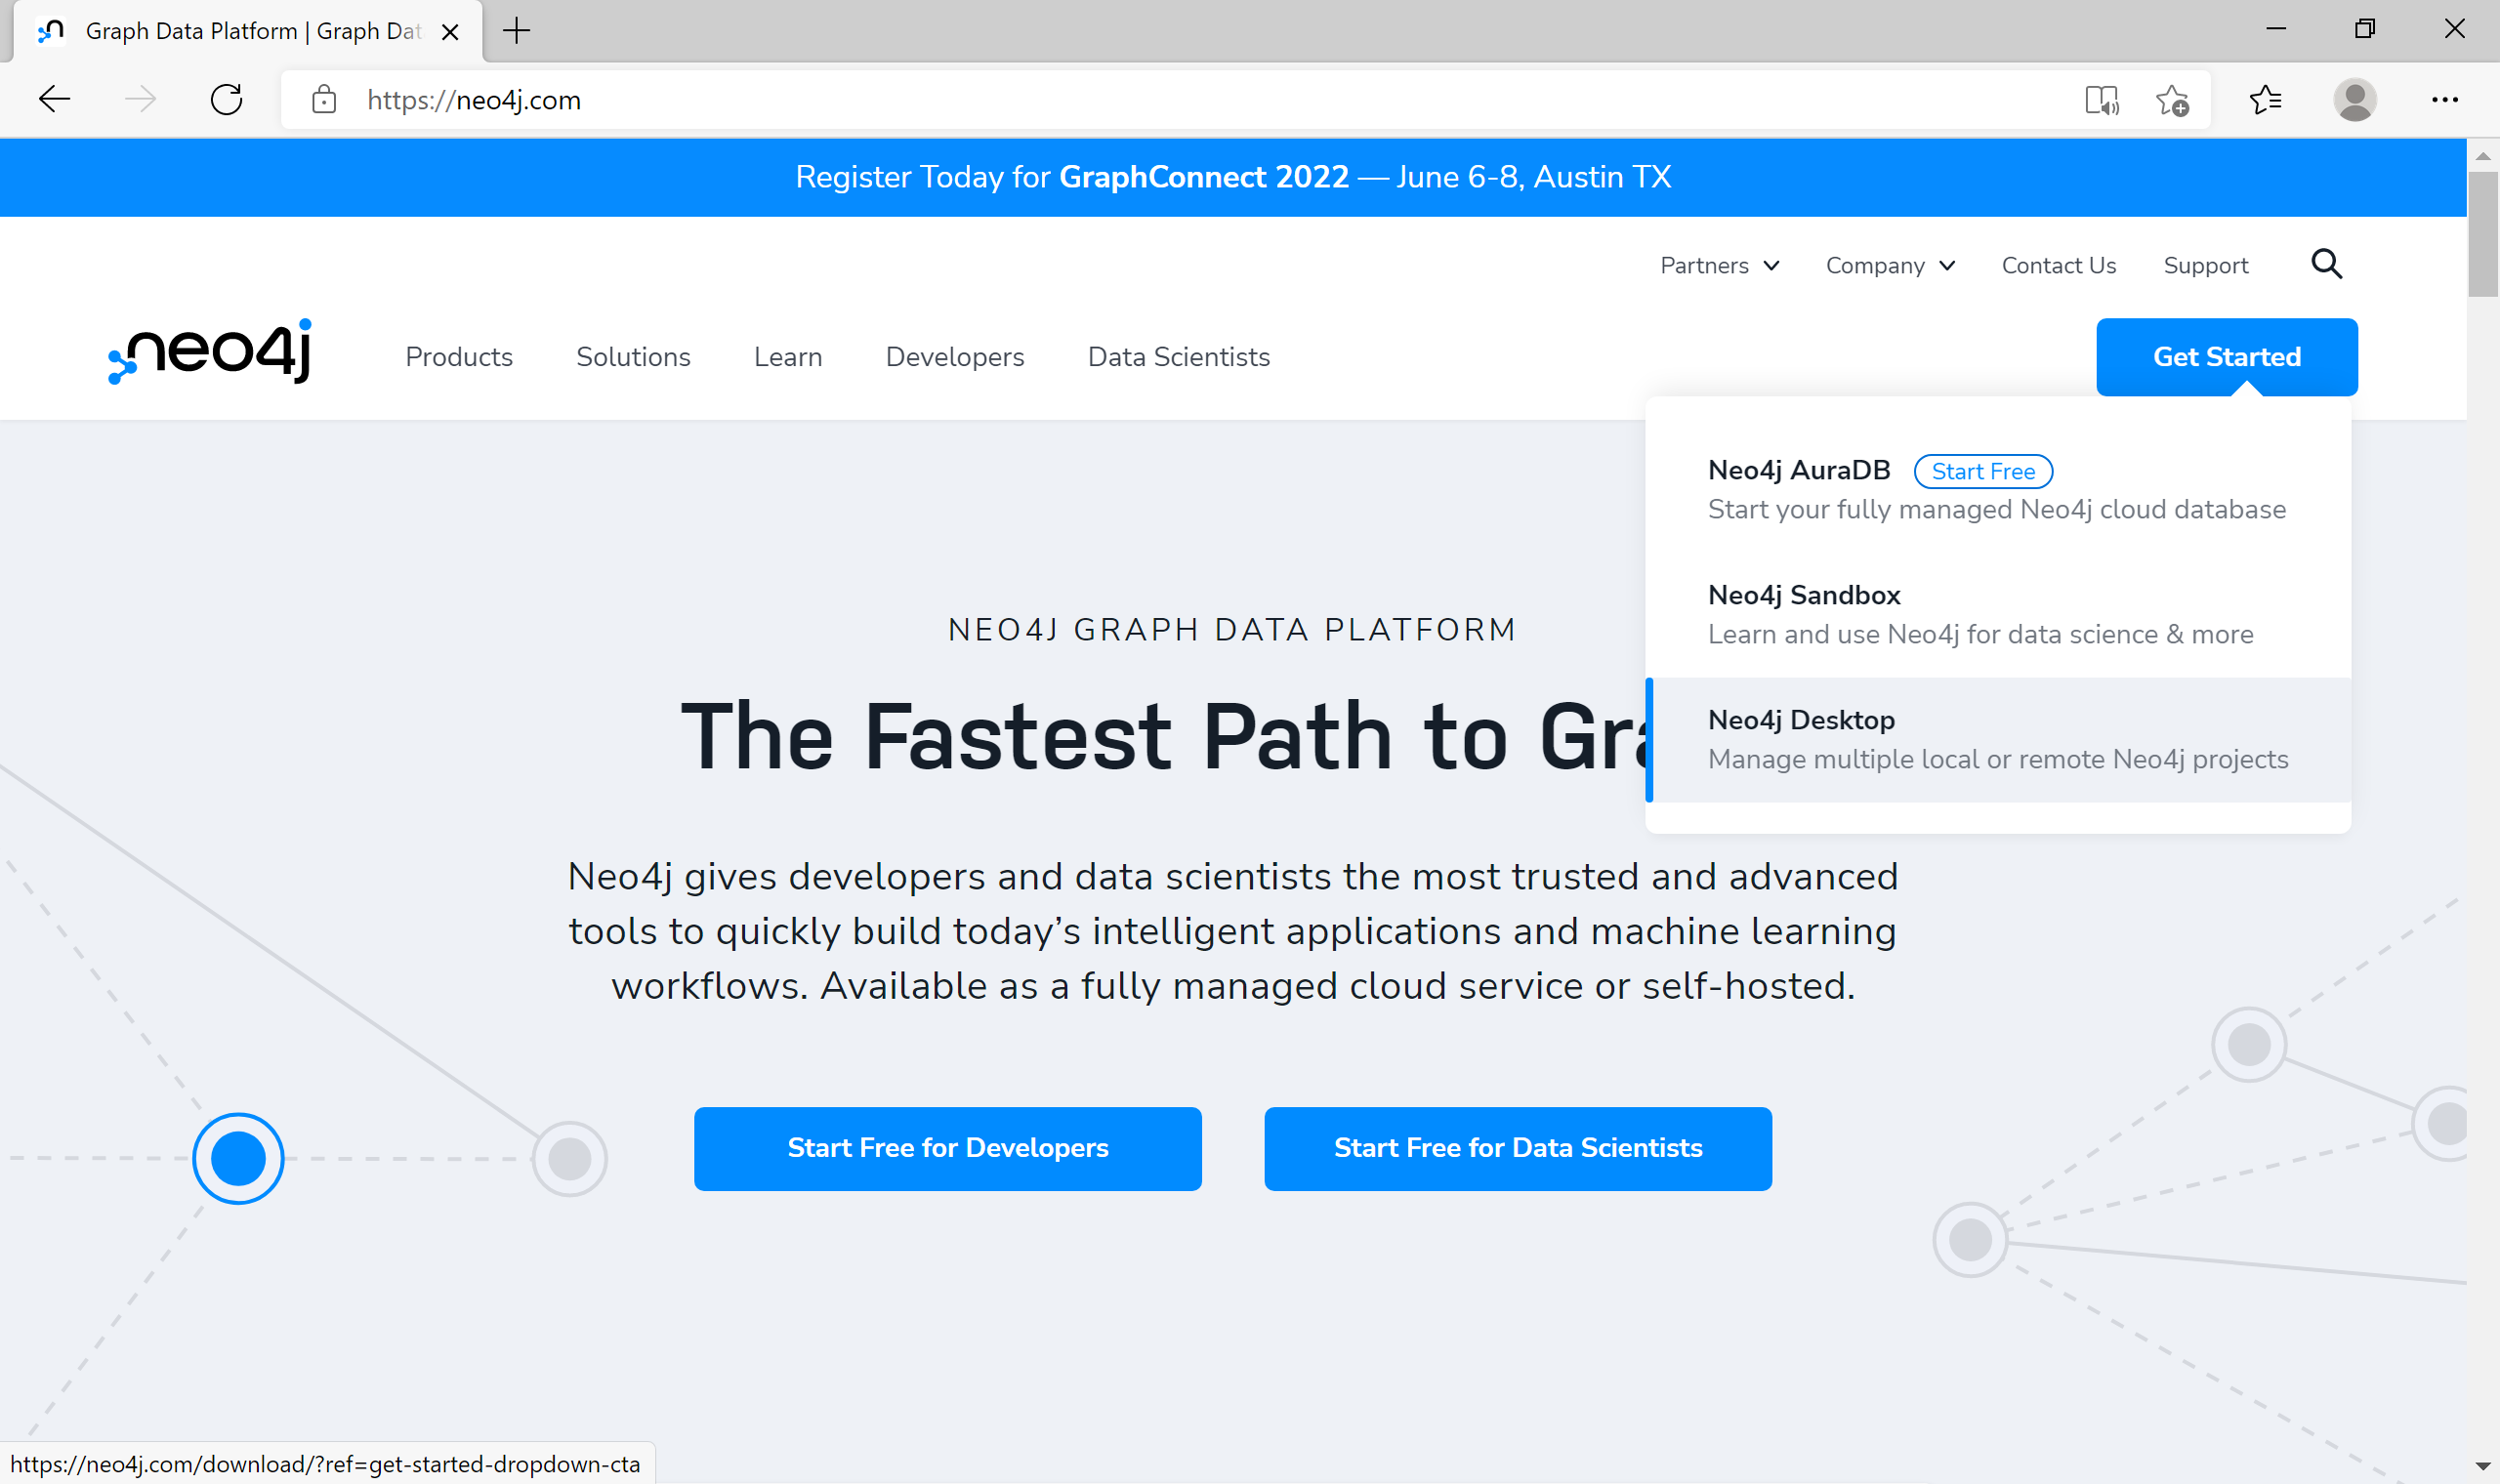 Graph Data Platform | Graph Dat
https://neo4j.com
Register Today for GraphConnect 2022 — June 6-8, Austin TX
Partners Company Contact Us Support
neo4j Products Solutions Learn Developers Data Scientists Get Started
Neo4j AuraDB Start Free
Start your fully managed Neo4j cloud database
Neo4j Sandbox
Learn and use Neo4j for data science & more
Neo4j Desktop
Manage multiple local or remote Neo4j projects
NEO4J GRAPH DATA PLATFORM
The Fastest Path to Gra
Neo4j gives developers and data scientists the most trusted and advanced
tools to quickly build today’s intelligent applications and machine learning
workflows. Available as a fully managed cloud service or self-hosted.
Start Free for Developers Start Free for Data Scientists
https://neo4j.com/download/?ref=get-started-dropdown-cta